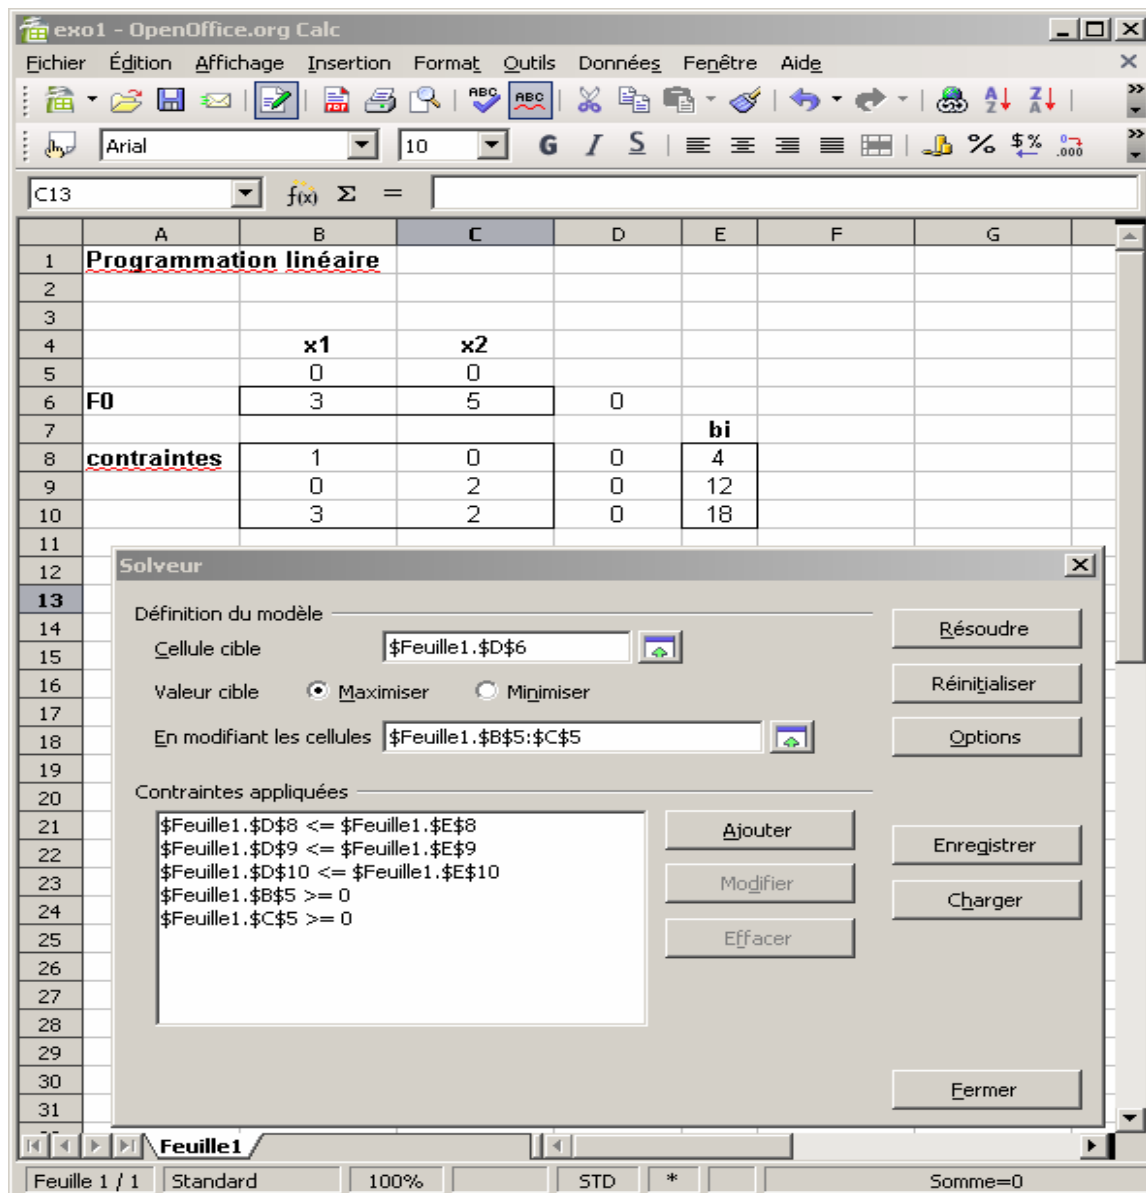 exo1 - OpenOffice.org Calc
Fichier Édition Affichage Insertion Format Outils Données Fenêtre Aide
ABC ABC A Z Z A
Arial 10 G I S % $% .000
C13 f(x) Σ =
A B C D E F G
1 Programmation linéaire
2
3
4 x1 x2
5 0 0
6 F0 3 5 0
7 bi
8 contraintes 1 0 0 4
9 0 2 0 12
10 3 2 0 18
11
12 Solveur
13
14 Définition du modèle Résoudre
15 Cellule cible $Feuille1.$D$6
16 Valeur cible Maximiser Minimiser Réinitialiser
17
18 En modifiant les cellules $Feuille1.$B$5:$C$5 Options
19
20 Contraintes appliquées
21 $Feuille1.$D$8 <= $Feuille1.$E$8 Ajouter
22 $Feuille1.$D$9 <= $Feuille1.$E$9 Enregistrer
23 $Feuille1.$D$10 <= $Feuille1.$E$10 Modifier
$Feuille1.$B$5 >= 0
24 $Feuille1.$C$5 >= 0 Charger
25 Effacer
26
27
28
29
30 Fermer
31
Feuille1
Feuille 1 / 1 Standard 100% STD * Somme=0